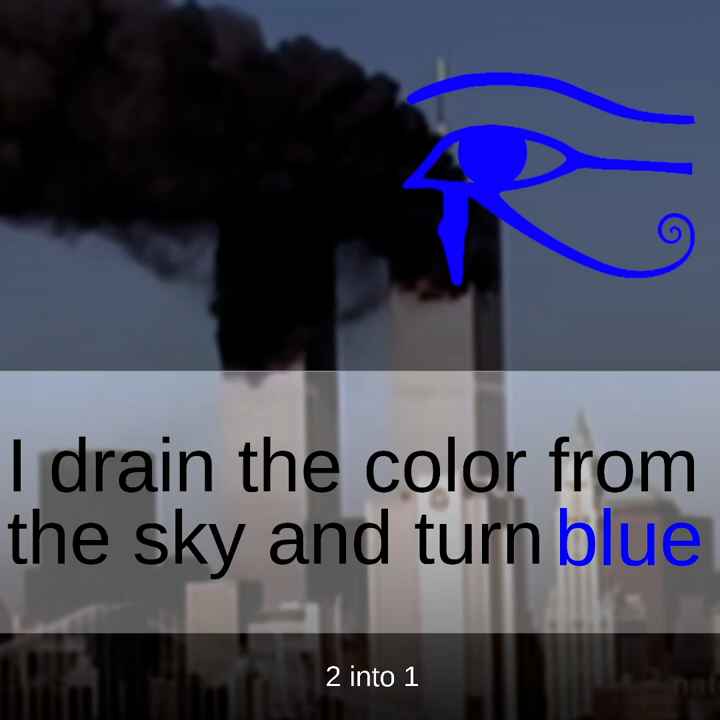 I drain the color from
the sky and turn blue
2 into 1